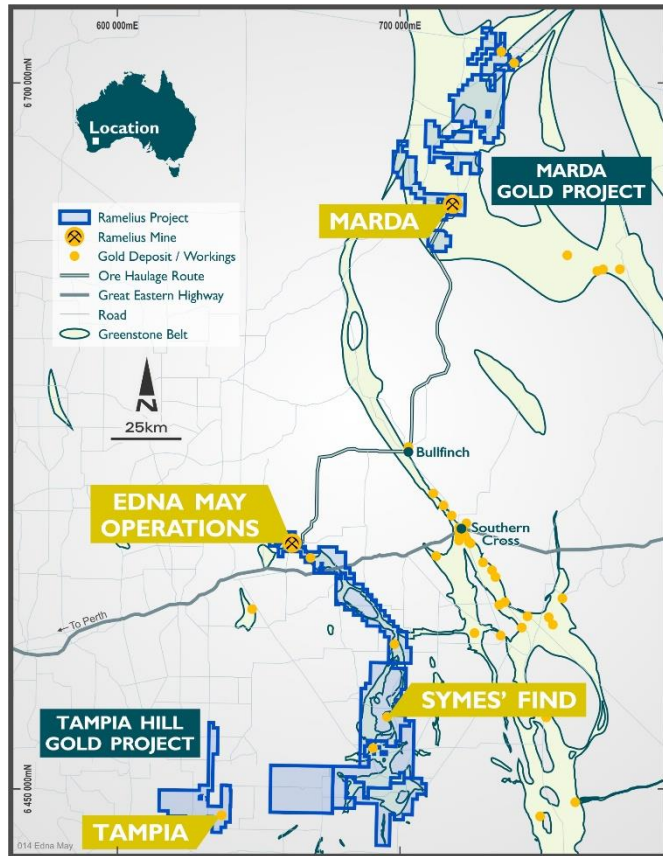 600 000mE
700 000mE
6 700 000mN
Location
MARDA
GOLD PROJECT
Ramelius Project
Ramelius Mine
Gold Deposit / Workings
Ore Haulage Route
Great Eastern Highway
Road
Greenstone Belt
MARDA
N
25km
Bullfinch
EDNA MAY
OPERATIONS
Southern
Cross
To Perth
SYMES' FIND
TAMPIA HILL
GOLD PROJECT
6 450 000mN
TAMPIA
014 Edna May